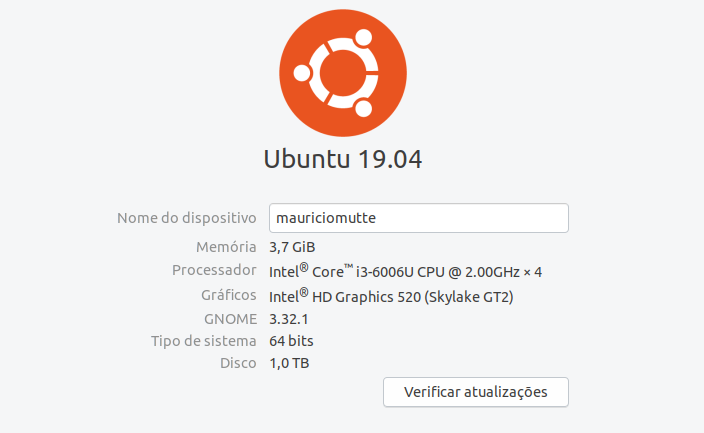 Ubuntu 19.04
Nome do dispositivo mauriciomutte
Memória 3,7 GiB
Processador Intel® Core™ i3-6006U CPU @ 2.00GHz × 4
Gráficos Intel® HD Graphics 520 (Skylake GT2)
GNOME 3.32.1
Tipo de sistema 64 bits
Disco 1,0 TB
Verificar atualizações